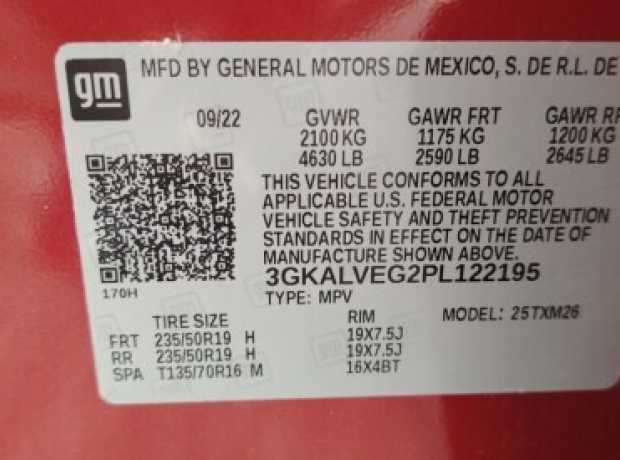 gm
MFD BY GENERAL MOTORS DE MEXICO, S. DE R.L. DE
09/22 GVWR GAWR FRT GAWR
2100 KG 1175 KG 1200 KG
4630 LB 2590 LB 2645 LB
THIS VEHICLE CONFORMS TO ALL
APPLICABLE U.S. FEDERAL MOTOR
VEHICLE SAFETY AND THEFT PREVENTION
STANDARDS IN EFFECT ON THE DATE OF
MANUFACTURE SHOWN ABOVE.
3GKALVEG2PL122195
170H
TYPE: MPV
TIRE SIZE RIM MODEL: 25TXM26
FRT 235/50R19 H 19X7.5J
RR 235/50R19 H 19X7.5J
SPA T135/70R16 M 16X4BT